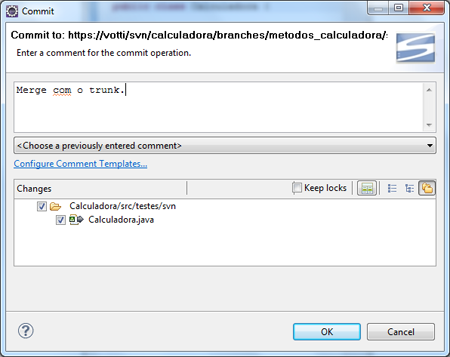 Commit
Commit to: https://votti/svn/calculadora/branches/metodos_calculadora/
Enter a comment for the commit operation.
Merge com o trunk.
<Choose a previously entered comment>
Configure Comment Templates...
Changes
Keep locks
Calculadora/src/testes/svn
Calculadora.java
OK
Cancel